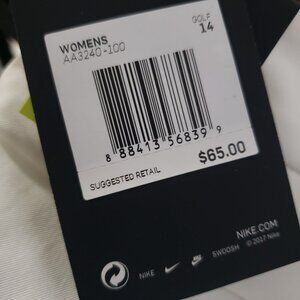 WOMENS
AA3240-100
GOLF
14
8 88413 56839 9
SUGGESTED RETAIL
$65.00
NIKE.COM
NIKE
SWOOSH © 2017 Nike